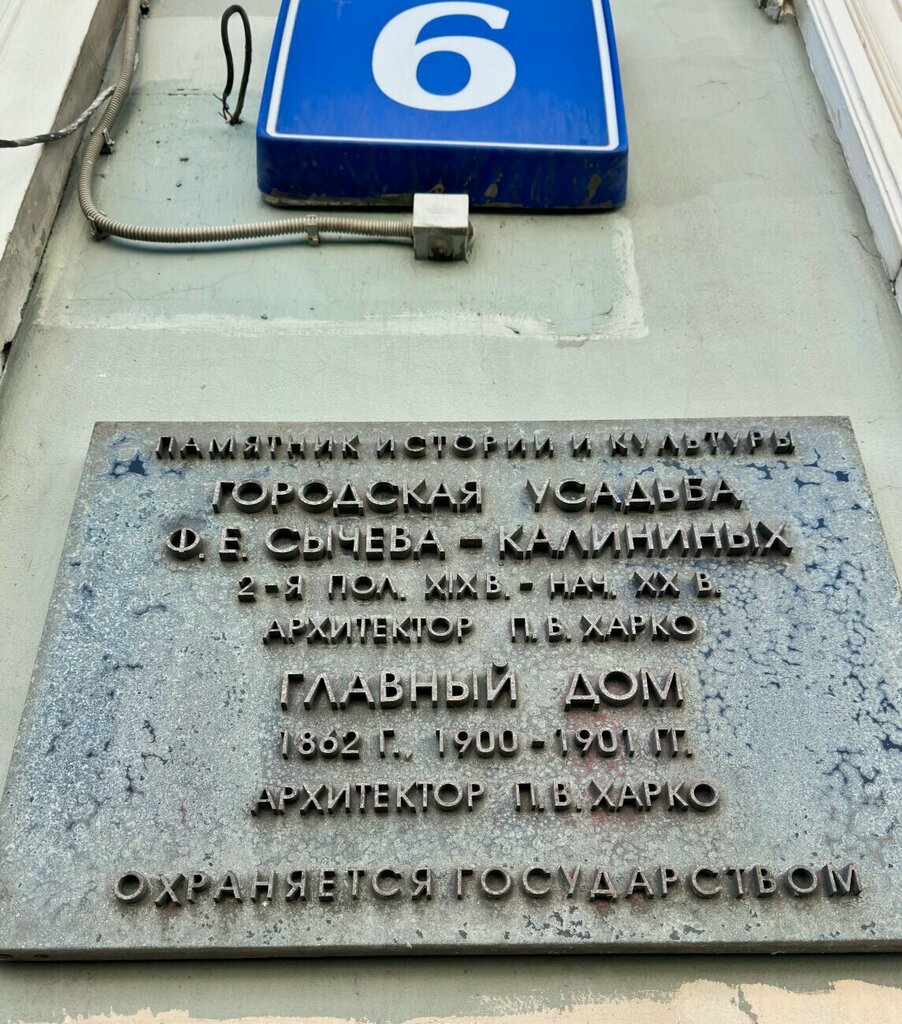 6
ПАМЯТНИК ИСТОРИИ И КУЛЬТУРЫ
ГОРОДСКАЯ УСАДЬБА
Ф. Е. СЫЧЕВА - КАЛИНИНЫХ
2-Я ПОЛ. XIX В. - НАЧ. XX В.
АРХИТЕКТОР П. В. ХАРКО
ГЛАВНЫЙ ДОМ
1862 Г., 1900 - 1901 ГГ.
АРХИТЕКТОР П. В. ХАРКО
ОХРАНЯЕТСЯ ГОСУДАРСТВОМ